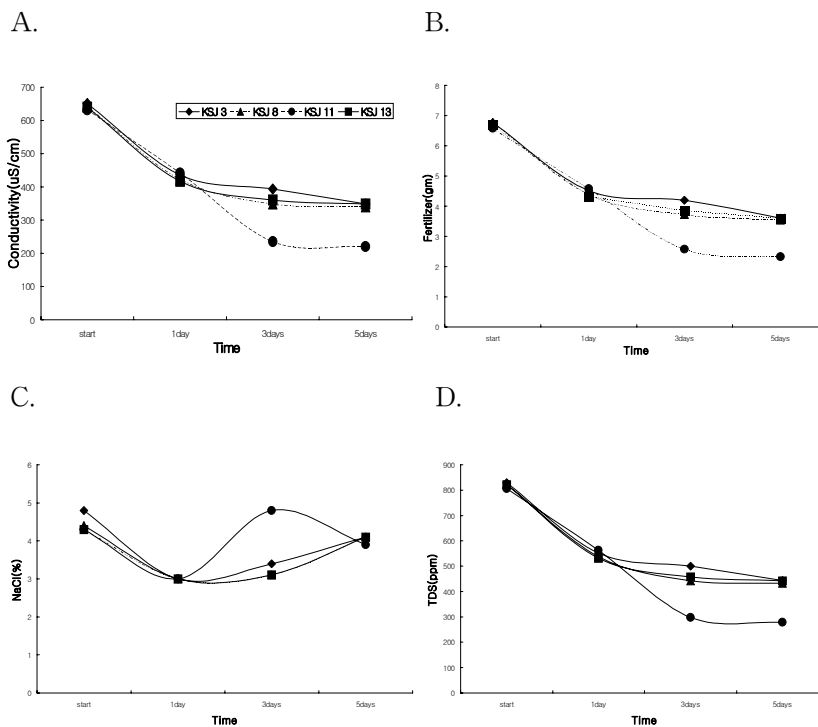 A.
B.
700
600
500
400
300
200
100
0
Conductivity(uS/cm)
KSJ 3 KSJ 8 KSJ 11 KSJ 13
start 1day 3days 5days
Time
8
7
6
5
4
3
2
1
0
Fertilizer(gm)
start 1day 3days 5days
Time
C.
D.
6
5
4
3
2
1
0
NaCl(%)
start 1day 3days 5days
Time
900
800
700
600
500
400
300
200
100
0
TDS(ppm)
start 1day 3days 5days
Time